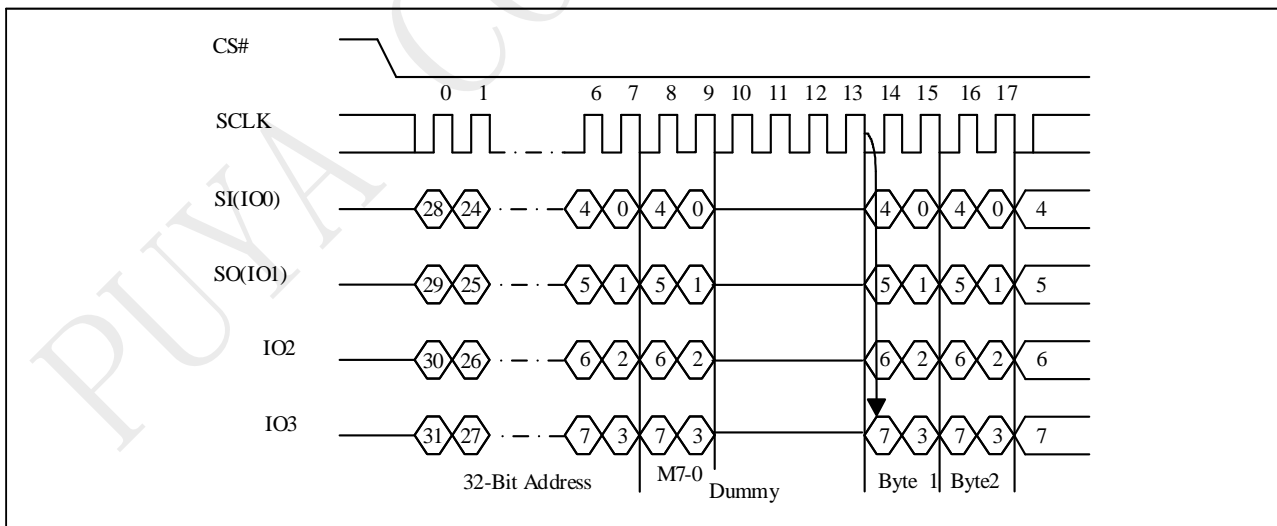 CS#
0 1 6 7 8 9 10 11 12 13 14 15 16 17
SCLK
SI(IO0) 28 24 4 0 4 0 4 0 4 0 4
SO(IO1) 29 25 5 1 5 1 5 1 5 1 5
IO2 30 26 6 2 6 2 6 2 6 2 6
IO3 31 27 7 3 7 3 7 3 7 3 7
32-Bit Address M7-0 Dummy Byte 1 Byte2
PUYA